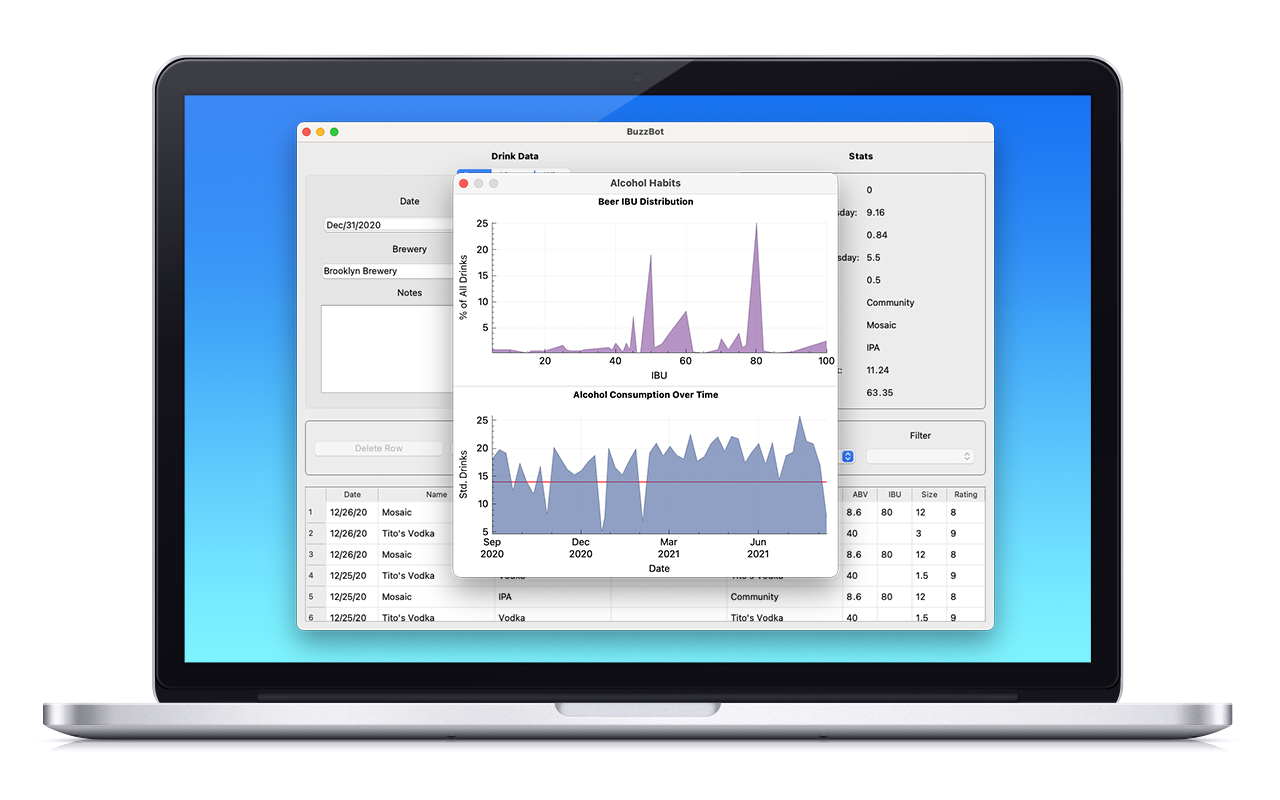 BuzzBot
Drink Data
Stats
Date
Dec/31/2020
Brewery
Brooklyn Brewery
Notes
Alcohol Habits
Beer IBU Distribution
% of All Drinks
25
20
15
10
5
20 40 60 80 100
IBU
Alcohol Consumption Over Time
Std. Drinks
25
20
15
10
5
Sep Dec Mar Jun
2020 2020 2021 2021
Date
0
sday: 9.16
0.84
sday: 5.5
0.5
Community
Mosaic
IPA
11.24
63.35
Delete Row
Filter
Date Name ABV IBU Size Rating
1 12/26/20 Mosaic 8.6 80 12 8
2 12/26/20 Tito's Vodka 40 3 9
3 12/26/20 Mosaic 8.6 80 12 8
4 12/25/20 Tito's Vodka Vodka Tito's Vodka 40 1.5 9
5 12/25/20 Mosaic IPA Community 8.6 80 12 8
6 12/25/20 Tito's Vodka Vodka Tito's Vodka 40 1.5 9